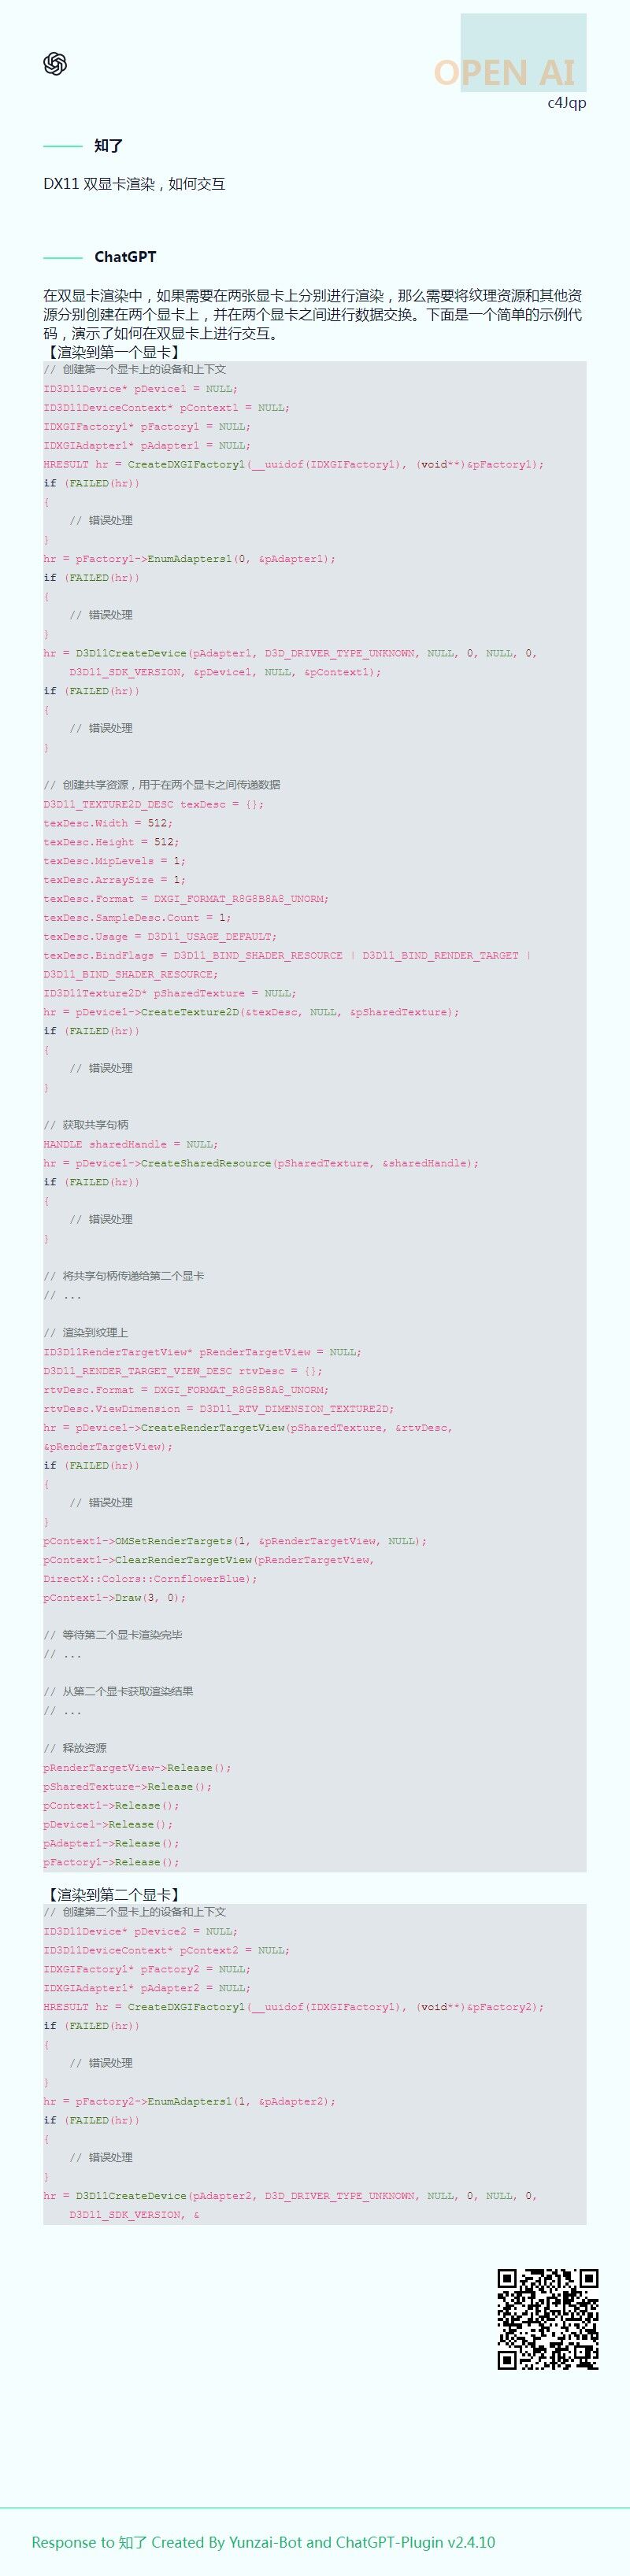 OPEN AI
c4Jqp
知了
DX11 双显卡渲染，如何交互
ChatGPT
在双显卡渲染中，如果需要在两张显卡上分别进行渲染，那么需要将纹理资源和其他资
源分别创建在两个显卡上，并在两个显卡之间进行数据交换。下面是一个简单的示例代
码，演示了如何在双显卡上进行交互。
【渲染到第一个显卡】
// 创建第一个显卡上的设备和上下文
ID3D11Device* pDevice1 = NULL;
ID3D11DeviceContext* pContext1 = NULL;
IDXGIFactory1* pFactory1 = NULL;
IDXGIAdapter1* pAdapter1 = NULL;
HRESULT hr = CreateDXGIFactory1(__uuidof(IDXGIFactory1), (void**)&pFactory1);
if (FAILED(hr))
{
    // 错误处理
}
hr = pFactory1->EnumAdapters1(0, &pAdapter1);
if (FAILED(hr))
{
    // 错误处理
}
hr = D3D11CreateDevice(pAdapter1, D3D_DRIVER_TYPE_UNKNOWN, NULL, 0, NULL, 0,
    D3D11_SDK_VERSION, &pDevice1, NULL, &pContext1);
if (FAILED(hr))
{
    // 错误处理
}
// 创建共享资源，用于在两个显卡之间传递数据
D3D11_TEXTURE2D_DESC texDesc = {};
texDesc.Width = 512;
texDesc.Height = 512;
texDesc.MipLevels = 1;
texDesc.ArraySize = 1;
texDesc.Format = DXGI_FORMAT_R8G8B8A8_UNORM;
texDesc.SampleDesc.Count = 1;
texDesc.Usage = D3D11_USAGE_DEFAULT;
texDesc.BindFlags = D3D11_BIND_SHADER_RESOURCE | D3D11_BIND_RENDER_TARGET |
D3D11_BIND_SHADER_RESOURCE;
ID3D11Texture2D* pSharedTexture = NULL;
hr = pDevice1->CreateTexture2D(&texDesc, NULL, &pSharedTexture);
if (FAILED(hr))
{
    // 错误处理
}
// 获取共享句柄
HANDLE sharedHandle = NULL;
hr = pDevice1->CreateSharedResource(pSharedTexture, &sharedHandle);
if (FAILED(hr))
{
    // 错误处理
}
// 将共享句柄传递给第二个显卡
// ...
// 渲染到纹理上
ID3D11RenderTargetView* pRenderTargetView = NULL;
D3D11_RENDER_TARGET_VIEW_DESC rtvDesc = {};
rtvDesc.Format = DXGI_FORMAT_R8G8B8A8_UNORM;
rtvDesc.ViewDimension = D3D11_RTV_DIMENSION_TEXTURE2D;
hr = pDevice1->CreateRenderTargetView(pSharedTexture, &rtvDesc,
&pRenderTargetView);
if (FAILED(hr))
{
    // 错误处理
}
pContext1->OMSetRenderTargets(1, &pRenderTargetView, NULL);
pContext1->ClearRenderTargetView(pRenderTargetView,
DirectX::Colors::CornflowerBlue);
pContext1->Draw(3, 0);
// 等待第二个显卡渲染完毕
// ...
// 从第二个显卡获取渲染结果
// ...
// 释放资源
pRenderTargetView->Release();
pSharedTexture->Release();
pContext1->Release();
pDevice1->Release();
pAdapter1->Release();
pFactory1->Release();
【渲染到第二个显卡】
// 创建第二个显卡上的设备和上下文
ID3D11Device* pDevice2 = NULL;
ID3D11DeviceContext* pContext2 = NULL;
IDXGIFactory1* pFactory2 = NULL;
IDXGIAdapter1* pAdapter2 = NULL;
HRESULT hr = CreateDXGIFactory1(__uuidof(IDXGIFactory1), (void**)&pFactory2);
if (FAILED(hr))
{
    // 错误处理
}
hr = pFactory2->EnumAdapters1(1, &pAdapter2);
if (FAILED(hr))
{
    // 错误处理
}
hr = D3D11CreateDevice(pAdapter2, D3D_DRIVER_TYPE_UNKNOWN, NULL, 0, NULL, 0,
    D3D11_SDK_VERSION, &
Response to 知了 Created By Yunzai-Bot and ChatGPT-Plugin v2.4.10